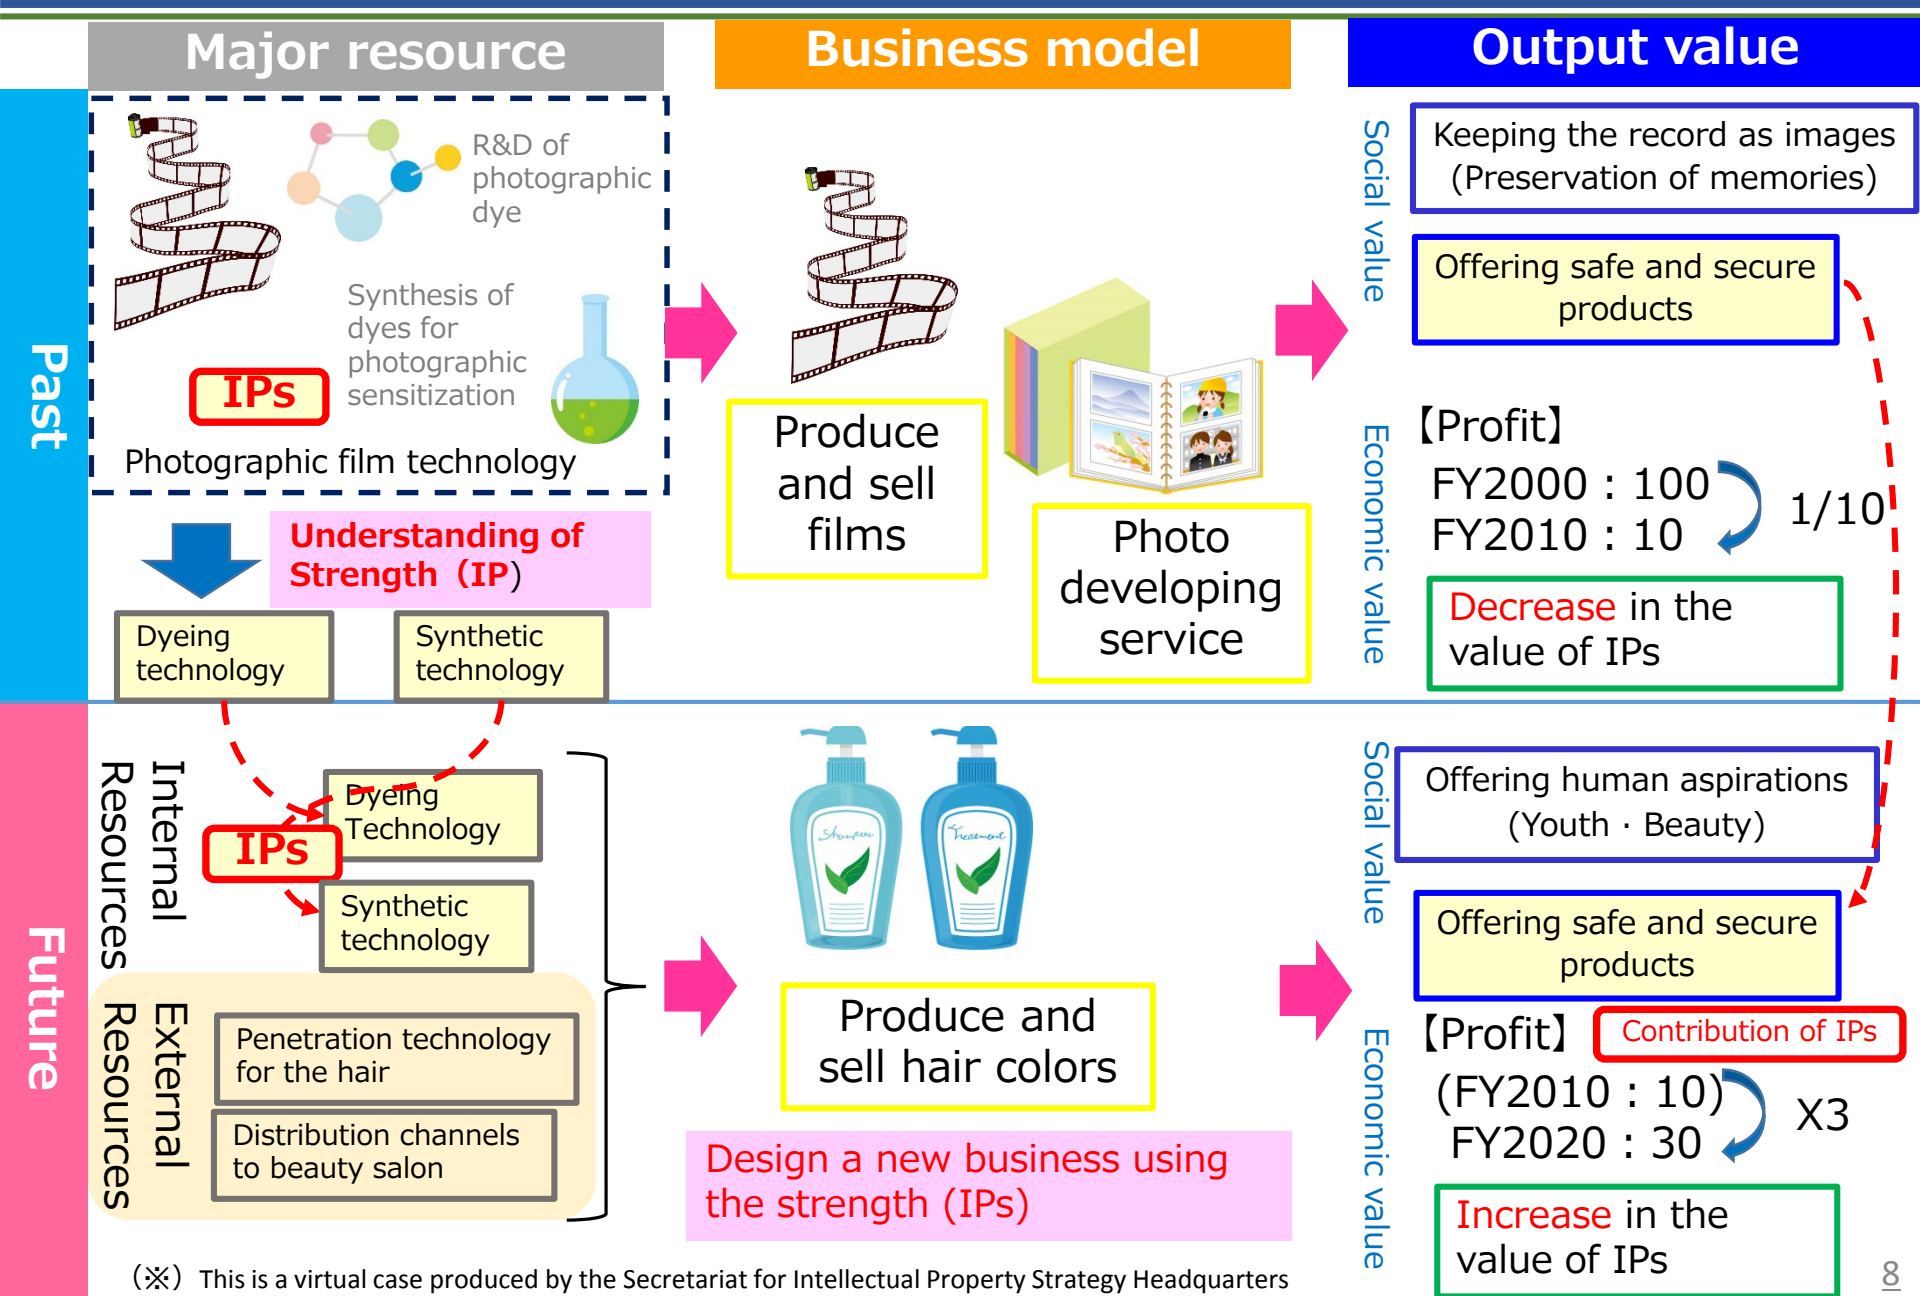 Major resource
Business model
Output value
Past
R&D of
photographic
dye
Synthesis of
dyes for
photographic
sensitization
IPs
Photographic film technology
Understanding of
Strength（IP）
Dyeing
technology
Synthetic
technology
Produce
and sell
films
Photo
developing
service
Social value
Keeping the record as images
(Preservation of memories)
Offering safe and secure
products
Economic value
【Profit】
FY2000：100
FY2010：10
1/10
Decrease in the
value of IPs
Future
Internal
Resources
Dyeing
Technology
IPs
Synthetic
technology
External
Resources
Penetration technology
for the hair
Distribution channels
to beauty salon
Shampoo
Treatment
Produce and
sell hair colors
Design a new business using
the strength (IPs)
Social value
Offering human aspirations
(Youth · Beauty)
Offering safe and secure
products
Economic value
【Profit】
Contribution of IPs
(FY2010：10)
FY2020：30
X3
Increase in the
value of IPs
（※）This is a virtual case produced by the Secretariat for Intellectual Property Strategy Headquarters
8